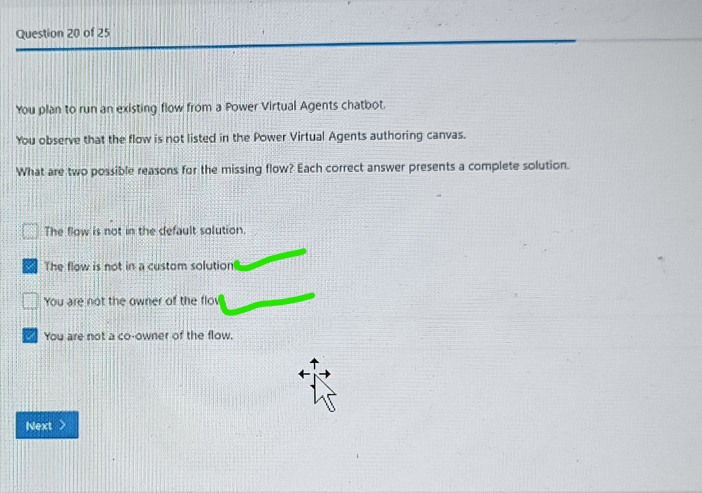 Question 20 of 25
You plan to run an existing flow from a Power Virtual Agents chatbot.
You observe that the flow is not listed in the Power Virtual Agents authoring canvas.
What are two possible reasons for the missing flow? Each correct answer presents a complete solution.
The flow is not in the default solution.
The flow is not in a custom solution
You are not the owner of the flow
You are not a co-owner of the flow.
Next >